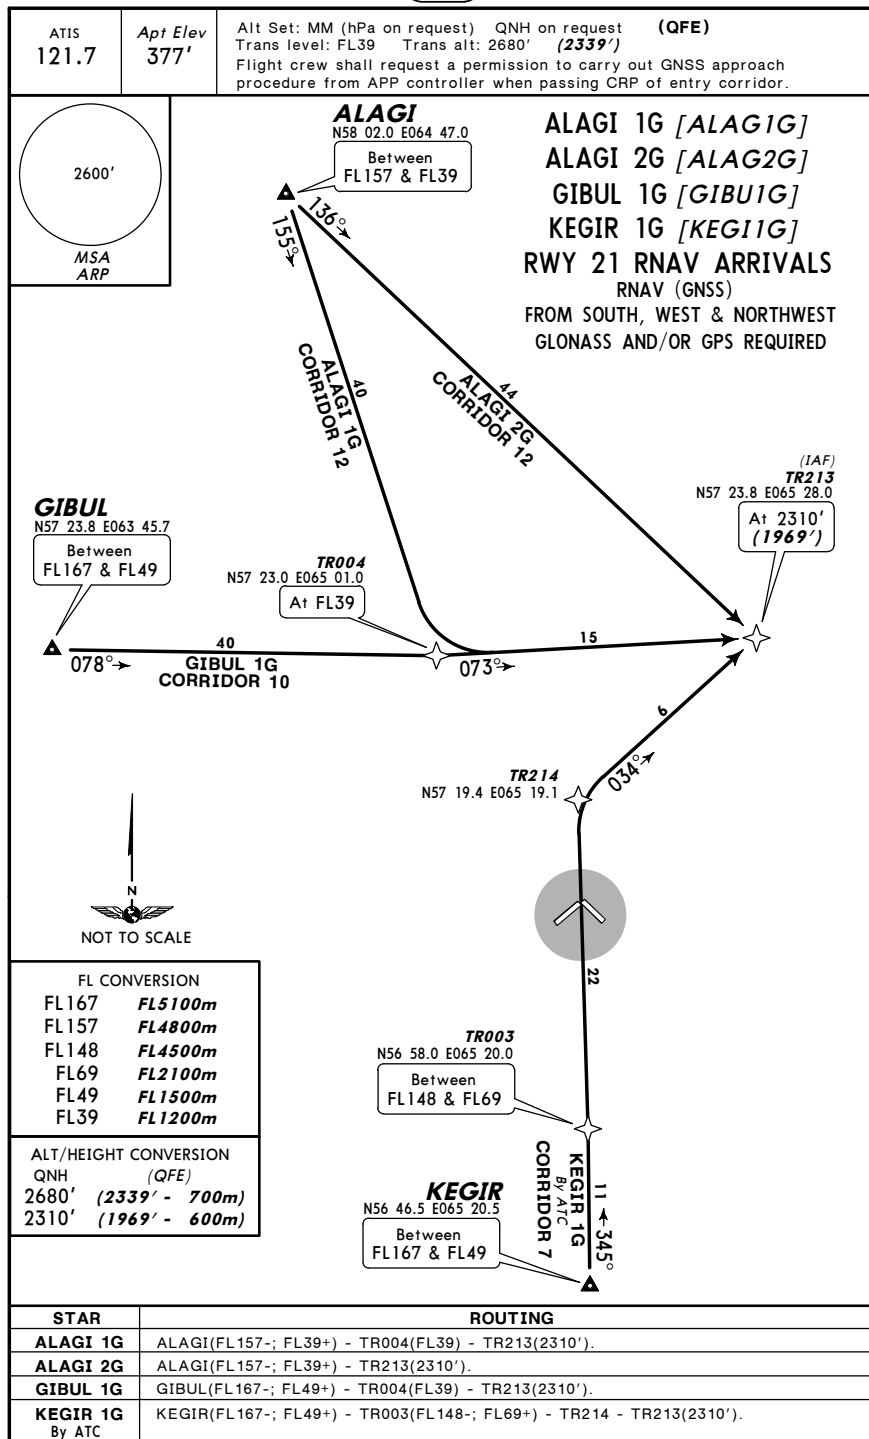 ATIS
121.7
Apt Elev
377'
Alt Set: MM (hPa on request) QNH on request (QFE)
Trans level: FL39 Trans alt: 2680' (2339')
Flight crew shall request a permission to carry out GNSS approach
procedure from APP controller when passing CRP of entry corridor.
2600'
MSA
ARP
ALAGI 1G [ALAG1G]
ALAGI 2G [ALAG2G]
GIBUL 1G [GIBU1G]
KEGIR 1G [KEGI1G]
RWY 21 RNAV ARRIVALS
RNAV (GNSS)
FROM SOUTH, WEST & NORTHWEST
GLONASS AND/OR GPS REQUIRED
ALAGI
N58 02.0 E064 47.0
Between
FL157 & FL39
136°
155°
40
ALAGI 1G
CORRIDOR 12
44
ALAGI 2G
CORRIDOR 12
(IAF)
TR213
N57 23.8 E065 28.0
At 2310'
(1969')
GIBUL
N57 23.8 E063 45.7
Between
FL167 & FL49
TR004
N57 23.0 E065 01.0
At FL39
078°
40
GIBUL 1G
CORRIDOR 10
073°
15
6
034°
TR214
N57 19.4 E065 19.1
N
NOT TO SCALE
22
TR003
N56 58.0 E065 20.0
Between
FL148 & FL69
KEGIR 1G
By ATC
CORRIDOR 7
11
345°
KEGIR
N56 46.5 E065 20.5
Between
FL167 & FL49
FL CONVERSION
FL167 FL5100m
FL157 FL4800m
FL148 FL4500m
FL69 FL2100m
FL49 FL1500m
FL39 FL1200m
ALT/HEIGHT CONVERSION
QNH (QFE)
2680' (2339' - 700m)
2310' (1969' - 600m)
STAR ROUTING
ALAGI 1G ALAGI(FL157-; FL39+) - TR004(FL39) - TR213(2310').
ALAGI 2G ALAGI(FL157-; FL39+) - TR213(2310').
GIBUL 1G GIBUL(FL167-; FL49+) - TR004(FL39) - TR213(2310').
KEGIR 1G KEGIR(FL167-; FL49+) - TR003(FL148-; FL69+) - TR214 - TR213(2310').
By ATC